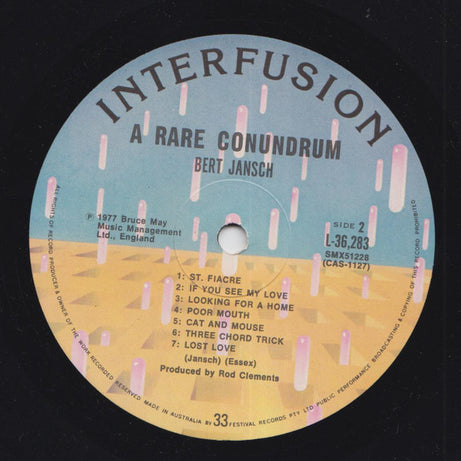 INTERFUSION
A RARE CONUNDRUM
BERT JANSCH
Ⓟ 1977 Bruce May
Music Management
Ltd., England
SIDE 2
L-36,283
SMX51228
(CAS-1127)
1: ST. FIACRE
2: IF YOU SEE MY LOVE
3: LOOKING FOR A HOME
4: POOR MOUTH
5: CAT AND MOUSE
6: THREE CHORD TRICK
7: LOST LOVE
(Jansch) (Essex)
Produced by Rod Clements
ALL RIGHTS OF RECORD PRODUCER & OWNER OF THE WORK RECORDED RESERVED MADE IN AUSTRALIA BY 33 FESTIVAL RECORDS PTY LTD PUBLIC PERFORMANCE BROADCASTING & COPYING OF THIS RECORD PROHIBITED